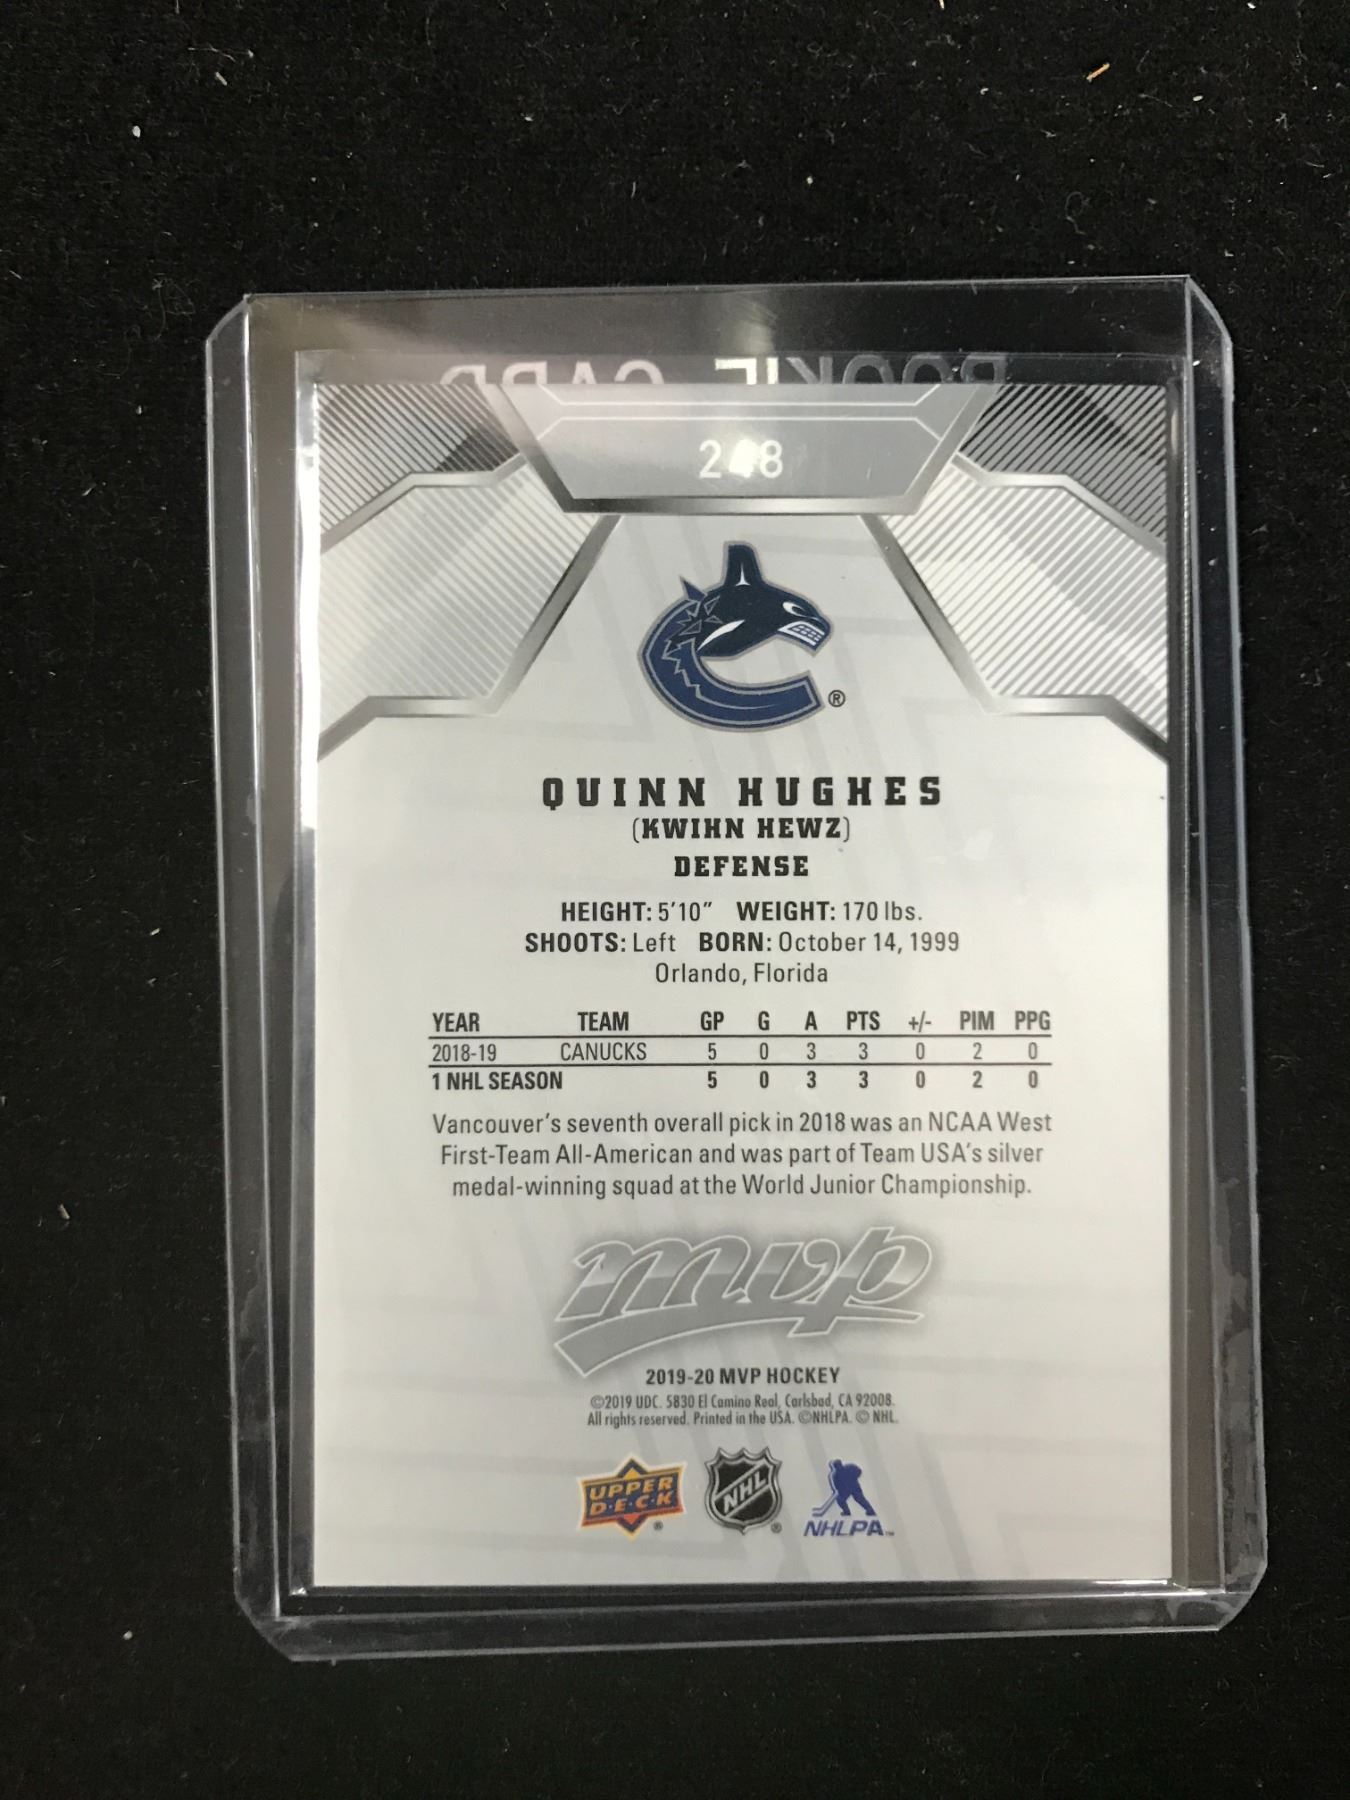 ROOKIE CARD
QUINN HUGHES
(KWIHN HEWZ)
DEFENSE
HEIGHT: 5'10" WEIGHT: 170 lbs.
SHOOTS: Left BORN: October 14, 1999
Orlando, Florida
YEAR TEAM GP G A PTS +/- PIM PPG
2018-19 CANUCKS 5 0 3 3 0 2 0
1 NHL SEASON 5 0 3 3 0 2 0
Vancouver's seventh overall pick in 2018 was an NCAA West
First-Team All-American and was part of Team USA's silver
medal-winning squad at the World Junior Championship.
mvp
2019-20 MVP HOCKEY
©2019 UDC. 5830 El Camino Real, Carlsbad, CA 92008.
All rights reserved. Printed in the USA. ©NHLPA. © NHL.
UPPER
D·E·C·K ®
NHL ®
NHLPA™